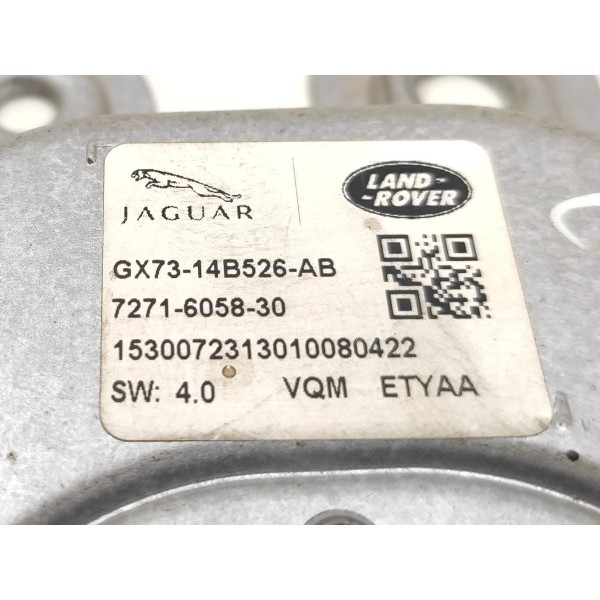 JAGUAR
LAND-
-ROVER
GX73-14B526-AB
7271-6058-30
1530072313010080422
SW: 4.0 VQM ETYAA